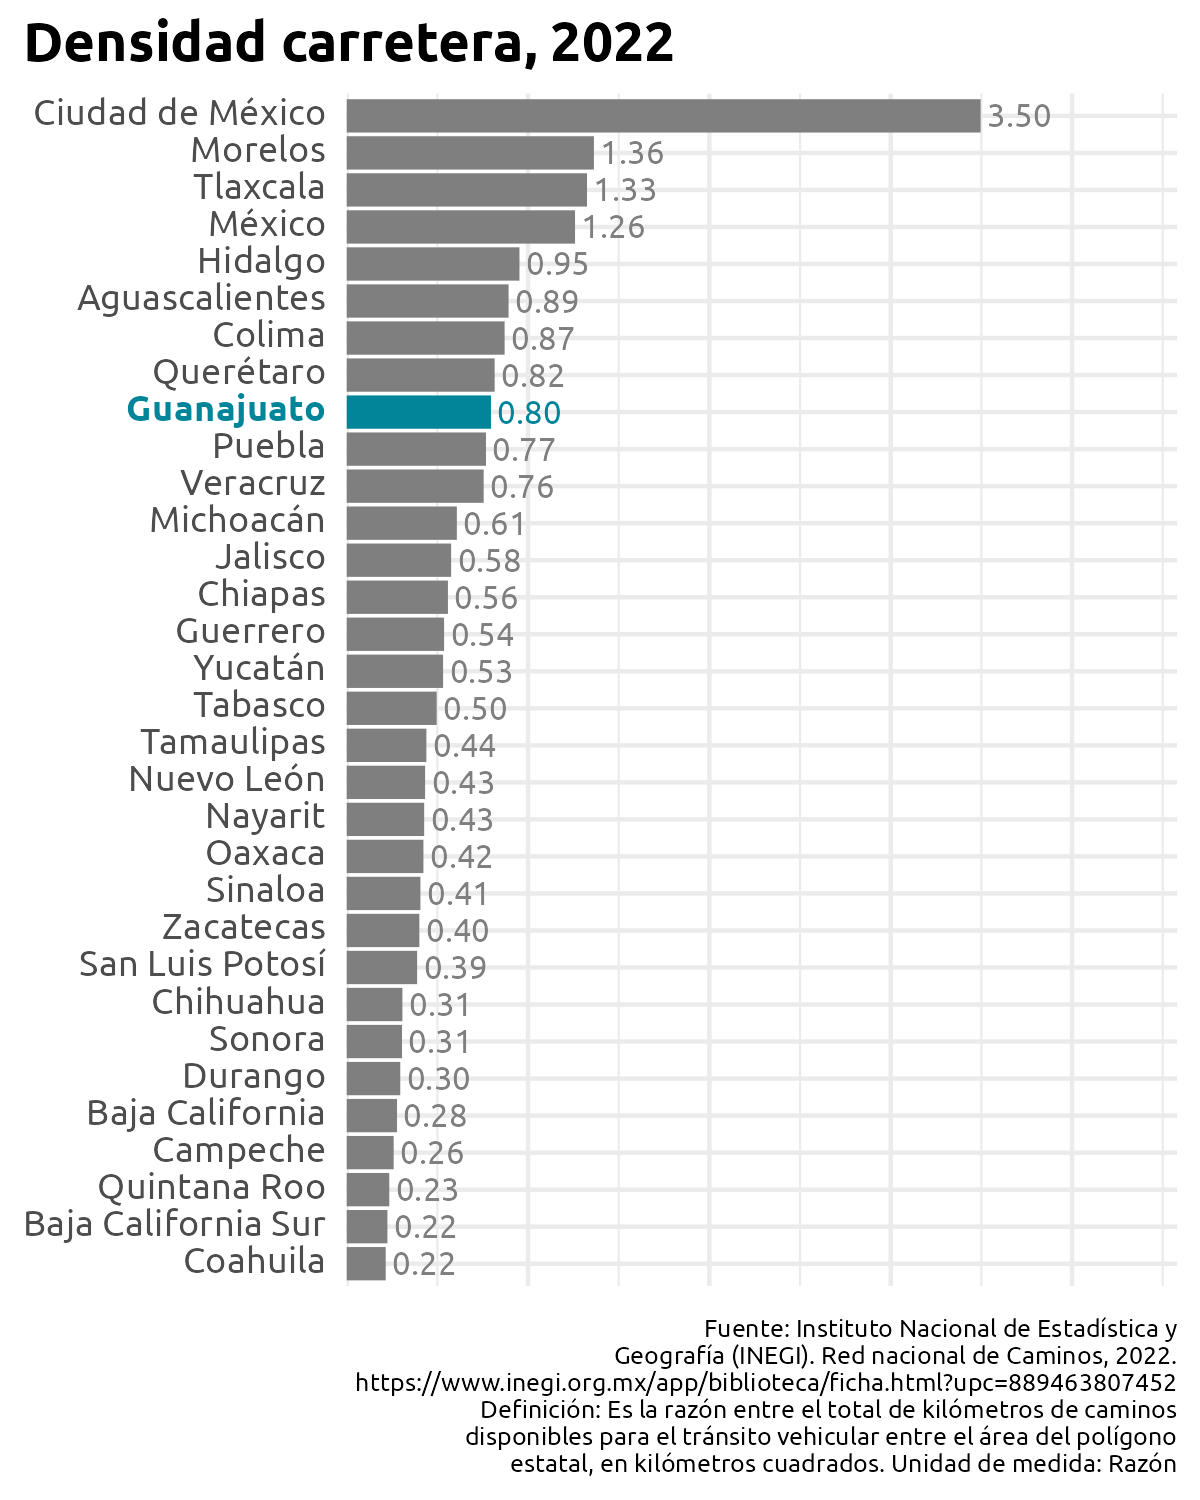 Densidad carretera, 2022
Ciudad de México 3.50
Morelos 1.36
Tlaxcala 1.33
México 1.26
Hidalgo 0.95
Aguascalientes 0.89
Colima 0.87
Querétaro 0.82
Guanajuato 0.80
Puebla 0.77
Veracruz 0.76
Michoacán 0.61
Jalisco 0.58
Chiapas 0.56
Guerrero 0.54
Yucatán 0.53
Tabasco 0.50
Tamaulipas 0.44
Nuevo León 0.43
Nayarit 0.43
Oaxaca 0.42
Sinaloa 0.41
Zacatecas 0.40
San Luis Potosí 0.39
Chihuahua 0.31
Sonora 0.31
Durango 0.30
Baja California 0.28
Campeche 0.26
Quintana Roo 0.23
Baja California Sur 0.22
Coahuila 0.22
Fuente: Instituto Nacional de Estadística y
Geografía (INEGI). Red nacional de Caminos, 2022.
https://www.inegi.org.mx/app/biblioteca/ficha.html?upc=889463807452
Definición: Es la razón entre el total de kilómetros de caminos
disponibles para el tránsito vehicular entre el área del polígono
estatal, en kilómetros cuadrados. Unidad de medida: Razón